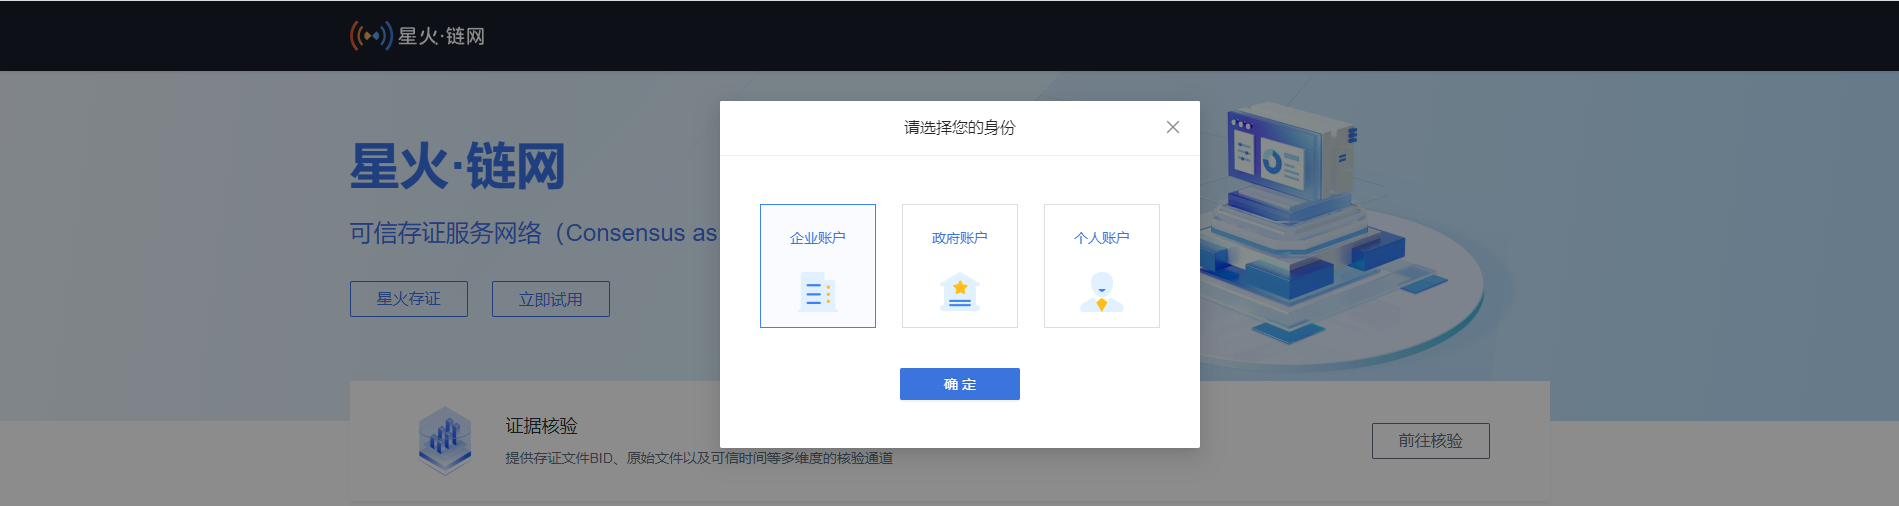 星火·链网
请选择您的身份
星火·链网
可信存证服务网络（Consensus as
企业账户
政府账户
个人账户
星火存证
立即试用
确 定
证据核验
提供存证文件BID、原始文件以及可信时间等多维度的核验通道
前往核验